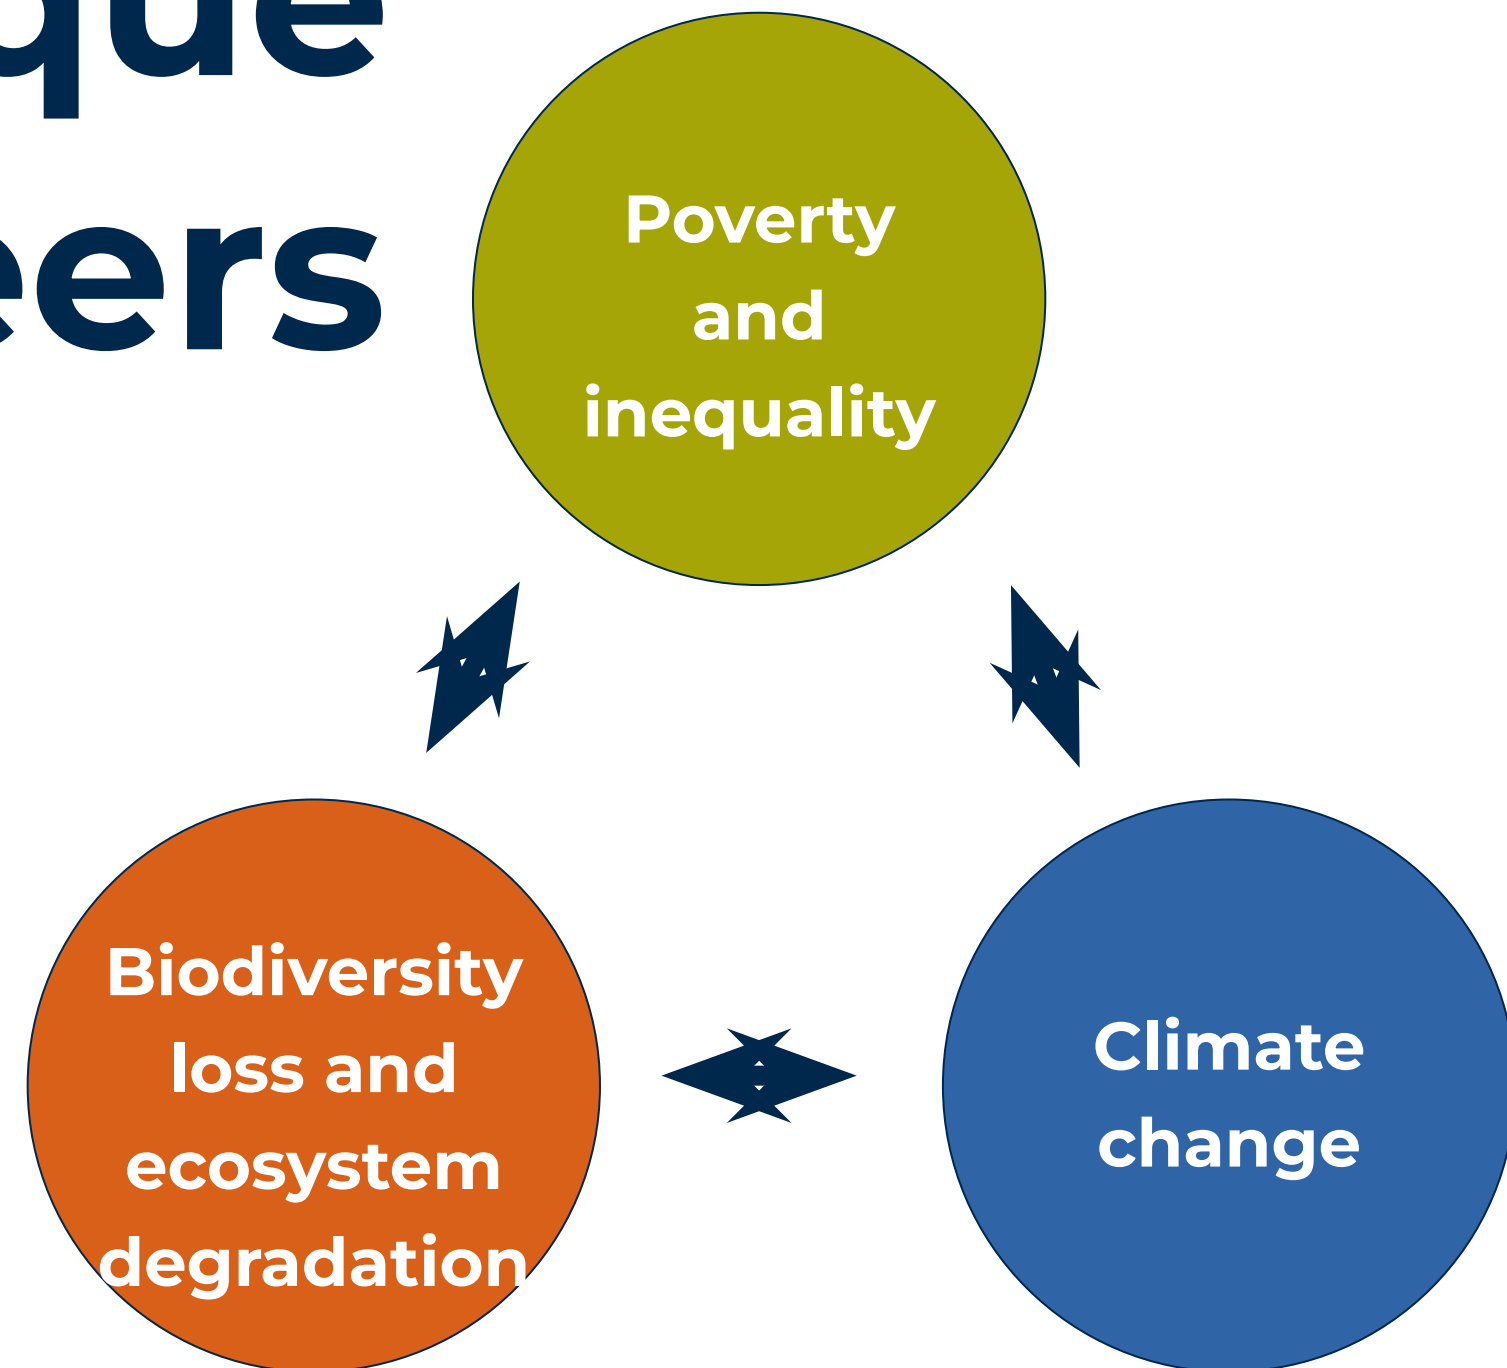 que
eers
Poverty
and
inequality
Biodiversity
loss and
ecosystem
degradation
Climate
change